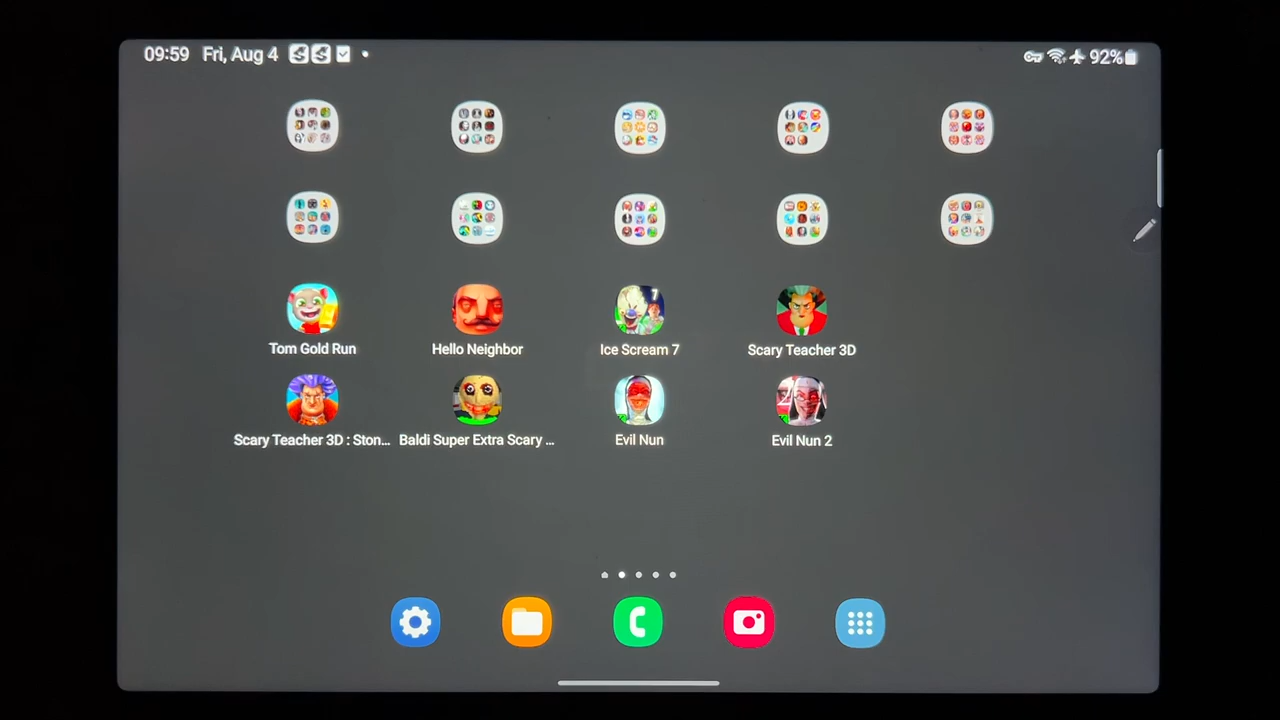 09:59 Fri, Aug 4 92%
7
Tom Gold Run Hello Neighbor Ice Scream 7 Scary Teacher 3D
Scary Teacher 3D : Ston... Baldi Super Extra Scary ... Evil Nun Evil Nun 2